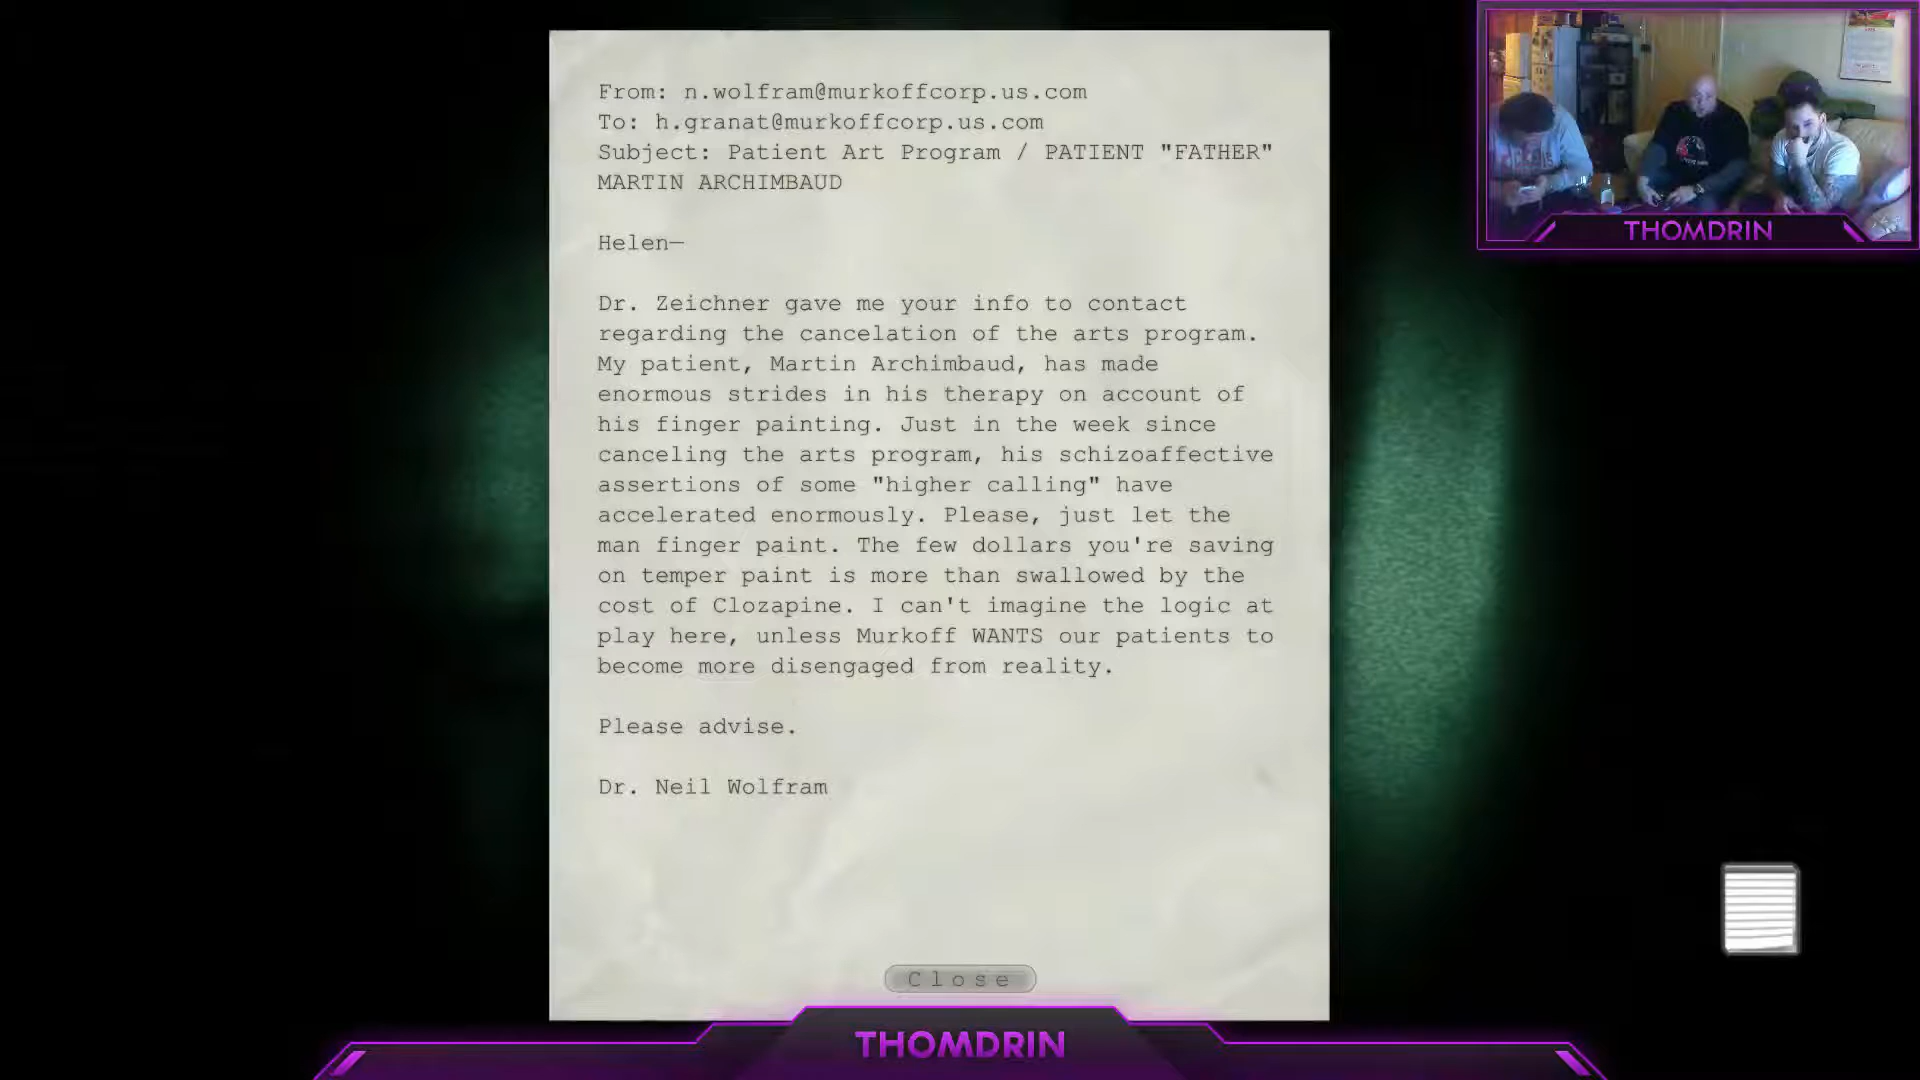 From: n.wolfram@murkoffcorp.us.com
To: h.granat@murkoffcorp.us.com
Subject: Patient Art Program / PATIENT "FATHER"
MARTIN ARCHIMBAUD
Helen—
Dr. Zeichner gave me your info to contact
regarding the cancelation of the arts program.
My patient, Martin Archimbaud, has made
enormous strides in his therapy on account of
his finger painting. Just in the week since
canceling the arts program, his schizoaffective
assertions of some "higher calling" have
accelerated enormously. Please, just let the
man finger paint. The few dollars you're saving
on temper paint is more than swallowed by the
cost of Clozapine. I can't imagine the logic at
play here, unless Murkoff WANTS our patients to
become more disengaged from reality.
Please advise.
Dr. Neil Wolfram
Close
THOMDRIN
THOMDRIN